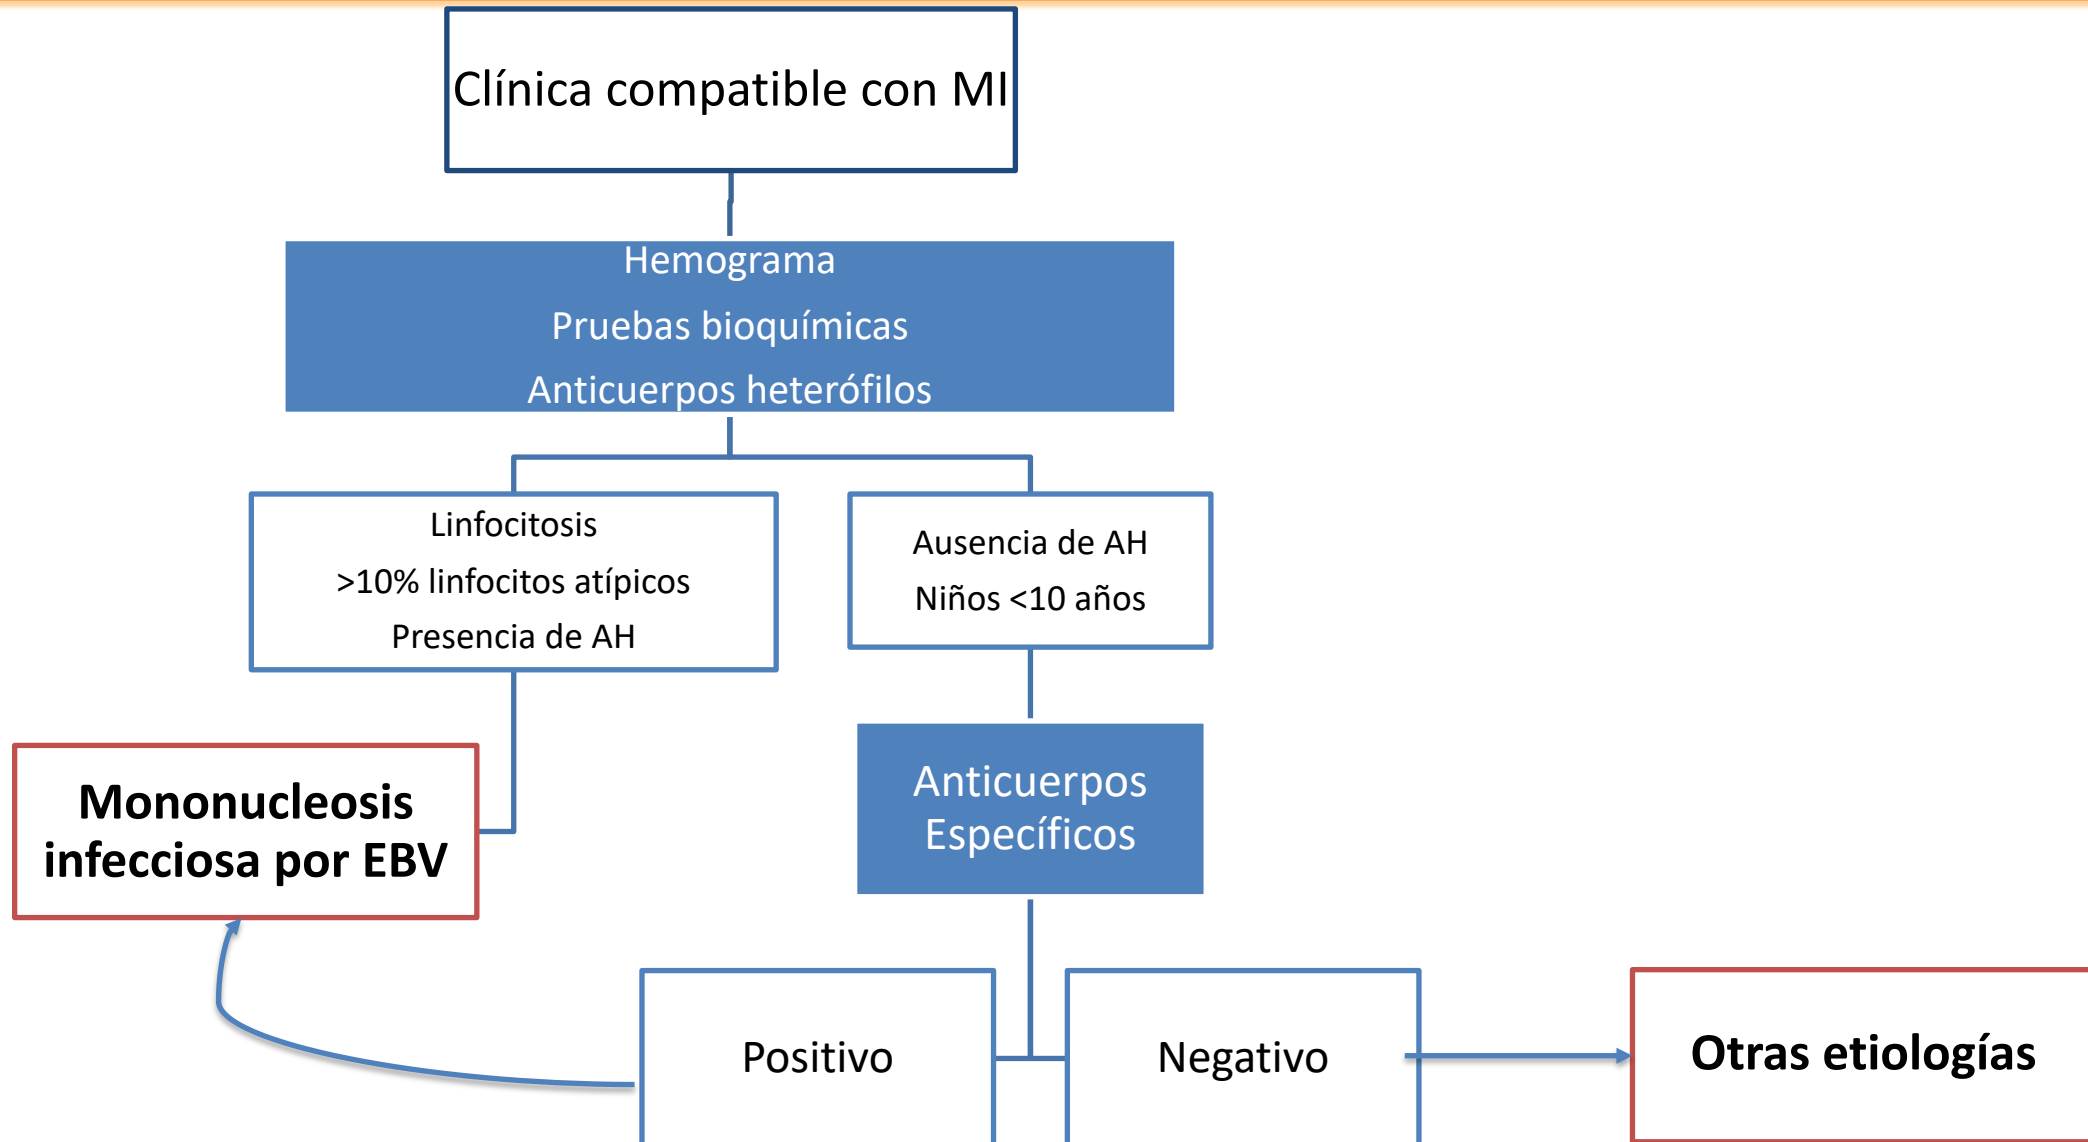 Clínica compatible con MI
Hemograma
Pruebas bioquímicas
Anticuerpos heterófilos
Linfocitosis
>10% linfocitos atípicos
Presencia de AH
Ausencia de AH
Niños <10 años
Mononucleosis
infecciosa por EBV
Anticuerpos
Específicos
Positivo
Negativo
Otras etiologías